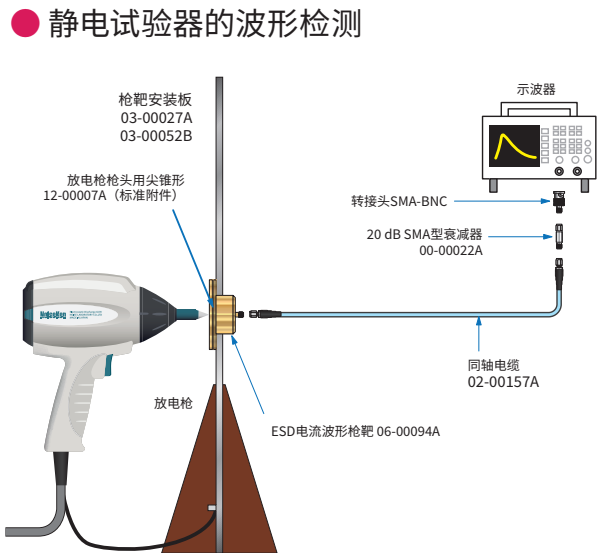 静电试验器的波形检测
枪靶安装板
03-00027A
03-00052B
示波器
放电枪枪头用尖锥形
12-00007A（标准附件）
转接头SMA-BNC
20 dB SMA型衰减器
00-00022A
同轴电缆
02-00157A
放电枪
ESD电流波形枪靶 06-00094A